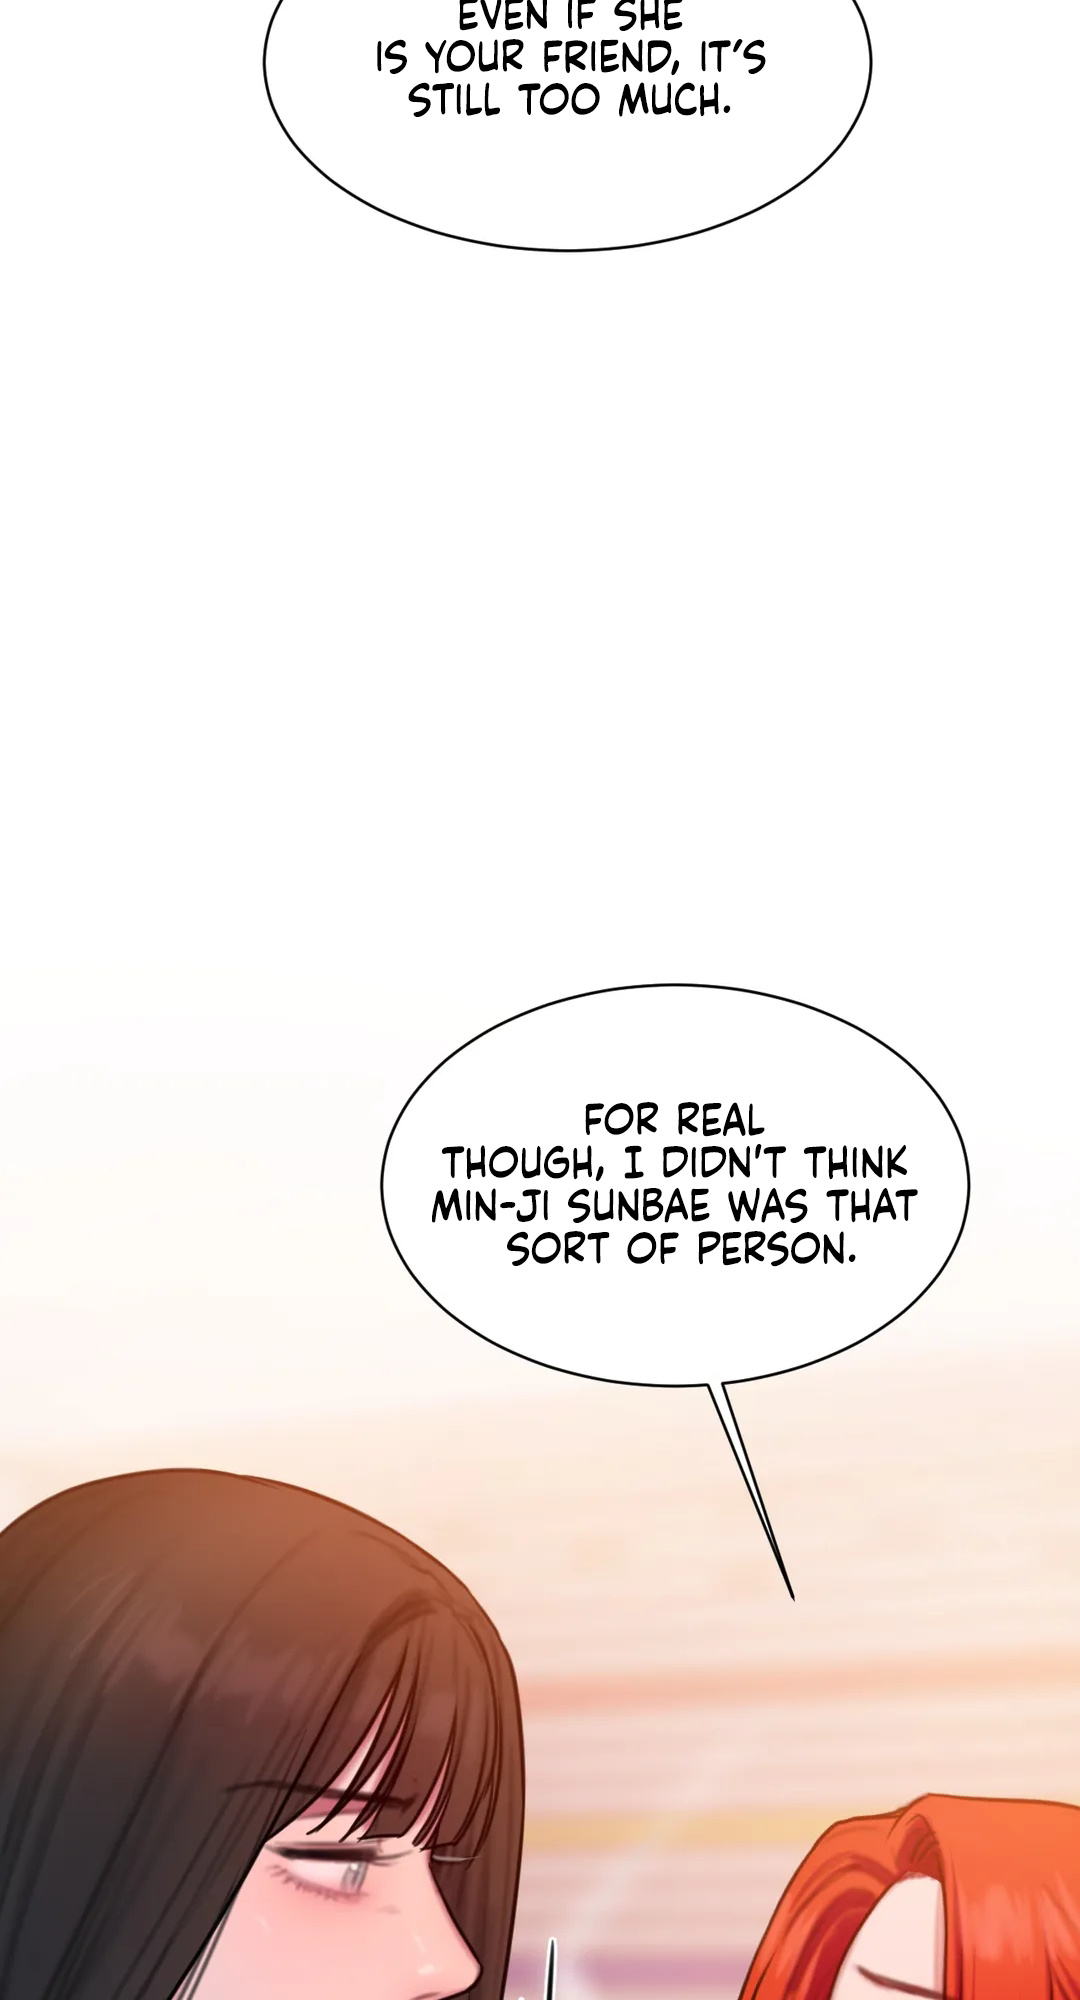 EVEN IF SHE
IS YOUR FRIEND, IT'S
STILL TOO MUCH.
FOR REAL
THOUGH, I DIDN'T THINK
MIN-JI SUNBAE WAS THAT
SORT OF PERSON.